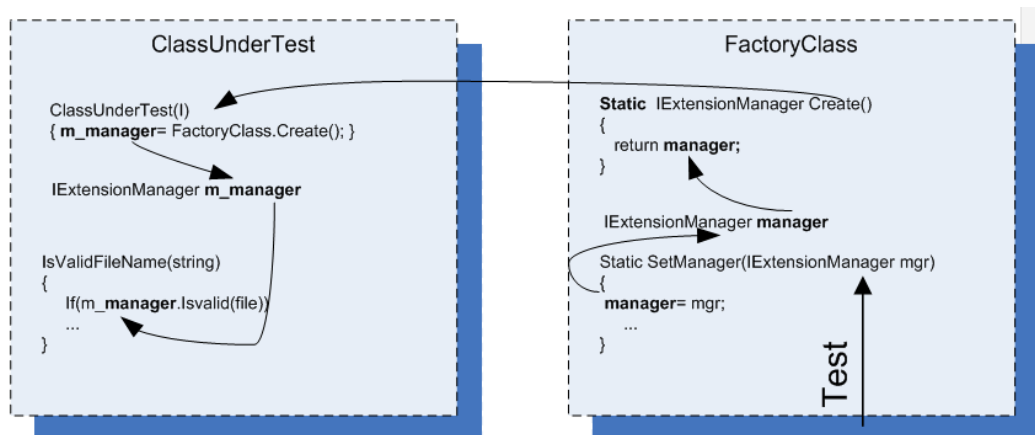 ClassUnderTest
ClassUnderTest(I)
{ m_manager= FactoryClass.Create(); }
IExtensionManager m_manager
IsValidFileName(string)
{
If(m_manager.Isvalid(file))
...
}
FactoryClass
Static IExtensionManager Create()
{
return manager;
}
IExtensionManager manager
Static SetManager(IExtensionManager mgr)
{
manager= mgr;
...
}
Test